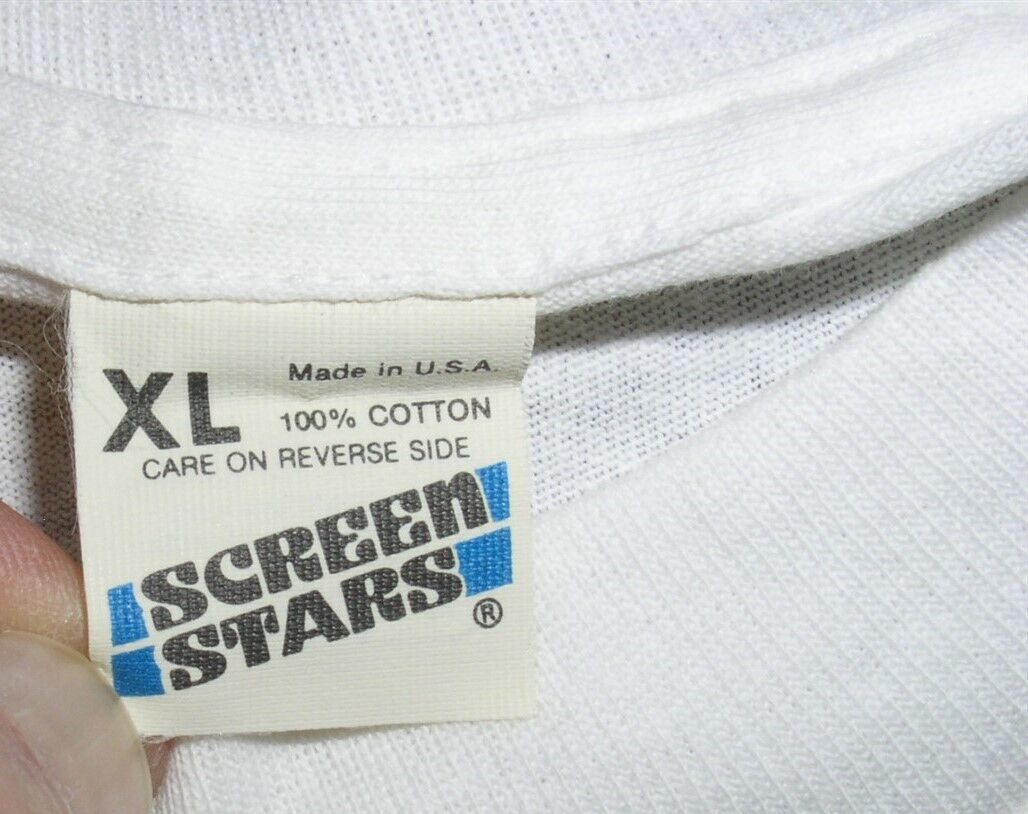 XL Made in U.S.A.
100% COTTON
CARE ON REVERSE SIDE
SCREEN
STARS
®